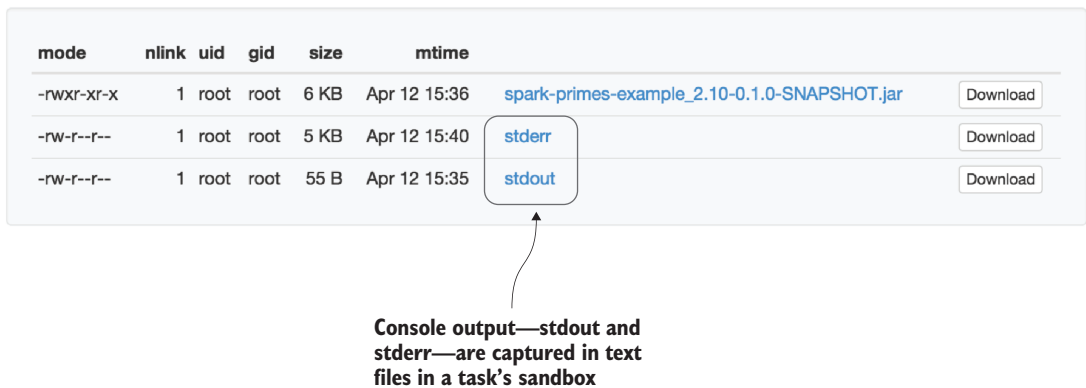 mode nlink uid gid size mtime
-rwxr-xr-x 1 root root 6 KB Apr 12 15:36 spark-primes-example_2.10-0.1.0-SNAPSHOT.jar Download
-rw-r--r-- 1 root root 5 KB Apr 12 15:40 stderr Download
-rw-r--r-- 1 root root 55 B Apr 12 15:35 stdout Download
Console output—stdout and
stderr—are captured in text
files in a task’s sandbox